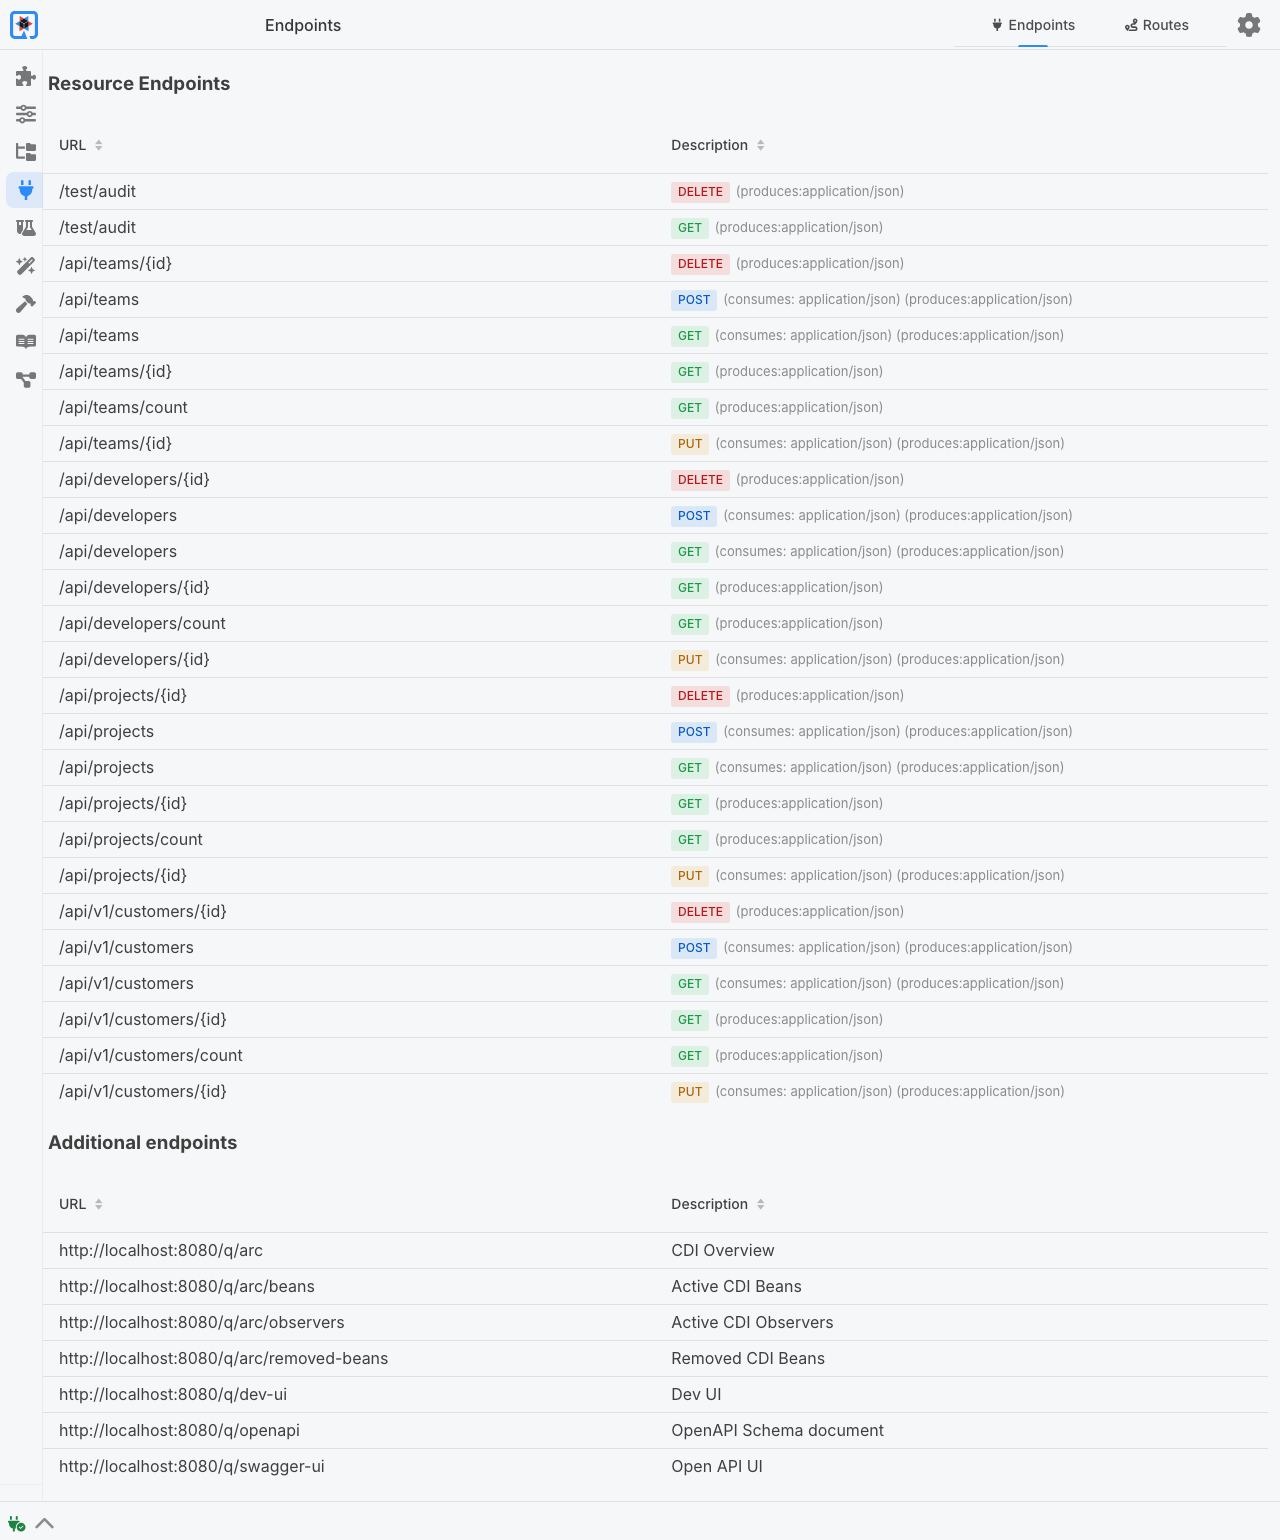 Endpoints
Endpoints Routes
Resource Endpoints
URL Description
/test/audit DELETE (produces:application/json)
/test/audit GET (produces:application/json)
/api/teams/{id} DELETE (produces:application/json)
/api/teams POST (consumes: application/json) (produces:application/json)
/api/teams GET (consumes: application/json) (produces:application/json)
/api/teams/{id} GET (produces:application/json)
/api/teams/count GET (produces:application/json)
/api/teams/{id} PUT (consumes: application/json) (produces:application/json)
/api/developers/{id} DELETE (produces:application/json)
/api/developers POST (consumes: application/json) (produces:application/json)
/api/developers GET (consumes: application/json) (produces:application/json)
/api/developers/{id} GET (produces:application/json)
/api/developers/count GET (produces:application/json)
/api/developers/{id} PUT (consumes: application/json) (produces:application/json)
/api/projects/{id} DELETE (produces:application/json)
/api/projects POST (consumes: application/json) (produces:application/json)
/api/projects GET (consumes: application/json) (produces:application/json)
/api/projects/{id} GET (produces:application/json)
/api/projects/count GET (produces:application/json)
/api/projects/{id} PUT (consumes: application/json) (produces:application/json)
/api/v1/customers/{id} DELETE (produces:application/json)
/api/v1/customers POST (consumes: application/json) (produces:application/json)
/api/v1/customers GET (consumes: application/json) (produces:application/json)
/api/v1/customers/{id} GET (produces:application/json)
/api/v1/customers/count GET (produces:application/json)
/api/v1/customers/{id} PUT (consumes: application/json) (produces:application/json)
Additional endpoints
URL Description
http://localhost:8080/q/arc CDI Overview
http://localhost:8080/q/arc/beans Active CDI Beans
http://localhost:8080/q/arc/observers Active CDI Observers
http://localhost:8080/q/arc/removed-beans Removed CDI Beans
http://localhost:8080/q/dev-ui Dev UI
http://localhost:8080/q/openapi OpenAPI Schema document
http://localhost:8080/q/swagger-ui Open API UI